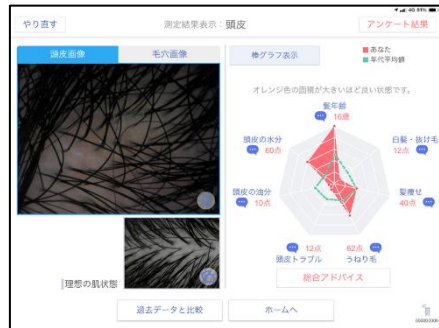 やり直す
測定結果表示：頭皮
アンケート結果
頭皮画像
毛穴画像
棒グラフ表示
あなた
年代平均値
オレンジ色の面積が大きいほど良い状態です。
髪年齢
16歳
頭皮の水分
60点
白髪・抜け毛
12点
頭皮の油分
10点
髪痩せ
40点
12点
頭皮トラブル
62点
うねり毛
理想の肌状態
総合アドバイス
過去データと比較
ホームへ